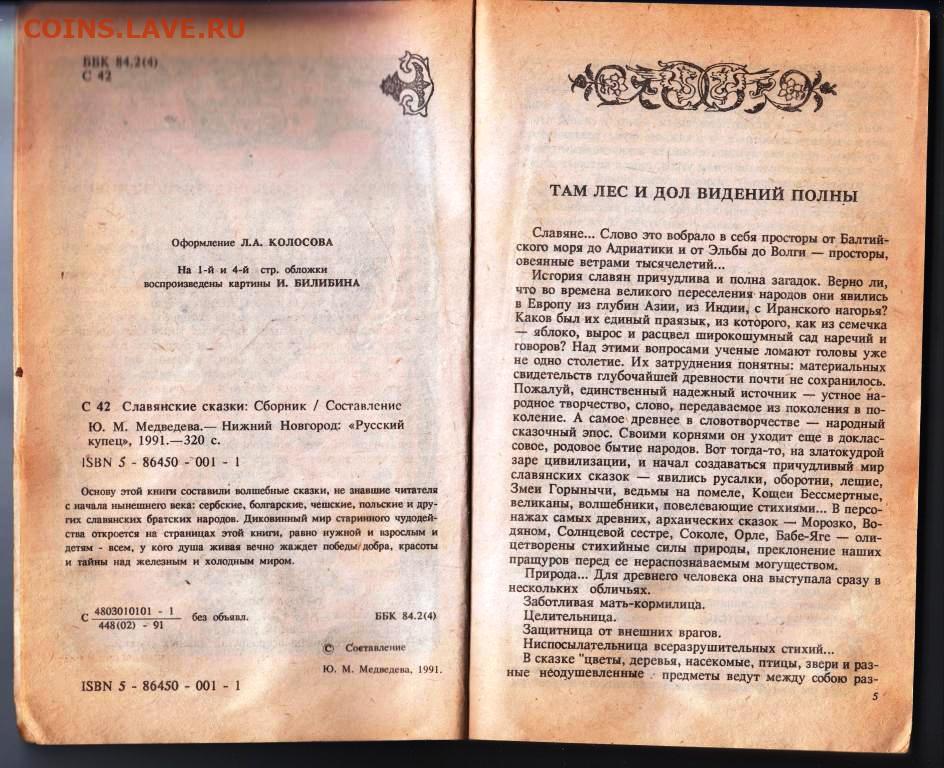 COINS.LAVE.RU
ББК 84.2(4)
С 42
Оформление Л.А. КОЛОСОВА
На 1-й и 4-й стр. обложки
воспроизведены картины И. БИЛИБИНА
С 42 Славянские сказки: Сборник / Составление
Ю. М. Медведева.— Нижний Новгород: «Русский
купец», 1991.—320 с.
ISBN 5 - 86450 - 001 - 1
Основу этой книги составили волшебные сказки, не знавшие читателя
с начала нынешнего века: сербские, болгарские, чешские, польские и дру-
гих славянских братских народов. Диковинный мир старинного чудодей-
ства откроется на страницах этой книги, равно нужной и взрослым и
детям - всем, у кого душа живая вечно жаждет победы добра, красоты
и тайны над железным и холодным миром.
С 4803010101 - 1 без объявл. ББК 84.2(4)
448(02) - 91
© Составление
Ю. М. Медведева, 1991.
ISBN 5 - 86450 - 001 - 1
ТАМ ЛЕС И ДОЛ ВИДЕНИЙ ПОЛНЫ
Славяне... Слово это вобрало в себя просторы от Балтий-
ского моря до Адриатики и от Эльбы до Волги — просторы,
овеянные ветрами тысячелетий...
История славян причудлива и полна загадок. Верно ли,
что во времена великого переселения народов они явились
в Европу из глубин Азии, из Индии, с Иранского нагорья?
Каков был их единый праязык, из которого, как из семечка
— яблоко, вырос и расцвел широкошумный сад наречий и
говоров? Над этими вопросами ученые ломают головы уже
не одно столетие. Их затруднения понятны: материальных
свидетельств глубочайшей древности почти не сохранилось.
Пожалуй, единственный надежный источник — устное на-
родное творчество, слово, передаваемое из поколения в по-
коление. А самое древнее в словотворчестве — народный
сказочный эпос. Своими корнями он уходит еще в доклас-
совое, родовое бытие народов. Вот тогда-то, на златокудрой
заре цивилизации, и начал создаваться причудливый мир
славянских сказок — явились русалки, оборотни, лешие,
Змеи Горынычи, ведьмы на помеле, Кощеи Бессмертные,
великаны, волшебники, повелевающие стихиями... В персо-
нажах самых древних, архаических сказок — Морозко, Во-
дяном, Солнцевой сестре, Соколе, Орле, Бабе-Яге — оли-
цетворены стихийные силы природы, преклонение наших
пращуров перед ее нераспознаваемым могуществом.
Природа... Для древнего человека она выступала сразу в
нескольких обличьях.
Заботливая мать-кормилица.
Целительница.
Защитница от внешних врагов.
Ниспосылательница всеразрушительных стихий...
В сказке "цветы, деревья, насекомые, птицы, звери и раз-
ные неодушевленные предметы ведут между собою раз-
5